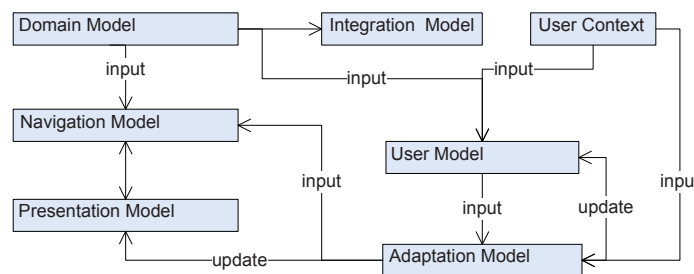 Domain Model
Integration Model
User Context
input
input
input
Navigation Model
User Model
input
input
inpu
Presentation Model
update
update
Adaptation Model